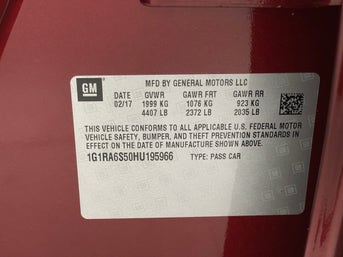 GM
MFD BY GENERAL MOTORS LLC
DATE GVWR GAWR FRT GAWR RR
02/17 1999 KG 1076 KG 923 KG
4407 LB 2372 LB 2035 LB
THIS VEHICLE CONFORMS TO ALL APPLICABLE U.S. FEDERAL MOTOR
VEHICLE SAFETY, BUMPER, AND THEFT PREVENTION STANDARDS IN
EFFECT ON THE DATE OF MANUFACTURE SHOWN ABOVE.
1G1RA6S50HU195966 TYPE: PASS CAR